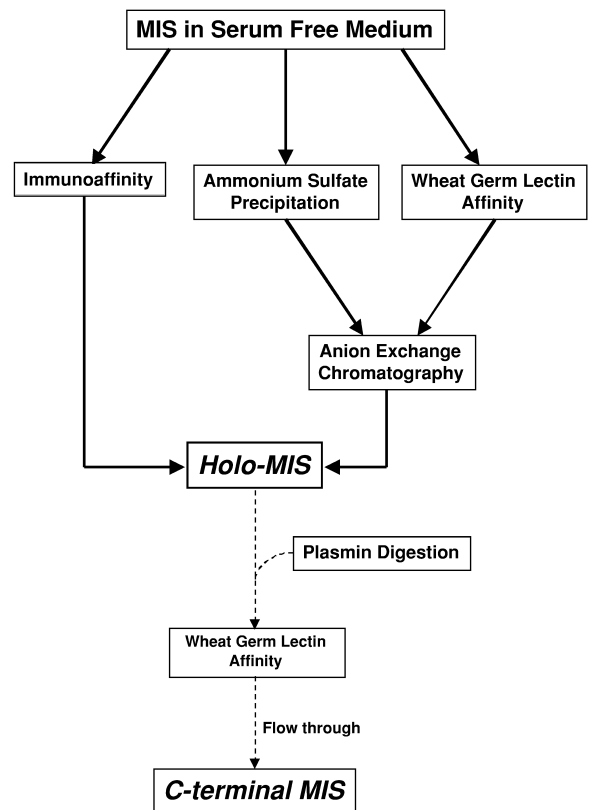 MIS in Serum Free Medium
Immunoaffinity
Ammonium Sulfate
Precipitation
Wheat Germ Lectin
Affinity
Anion Exchange
Chromatography
Holo-MIS
Plasmin Digestion
Wheat Germ Lectin
Affinity
Flow through
C-terminal MIS